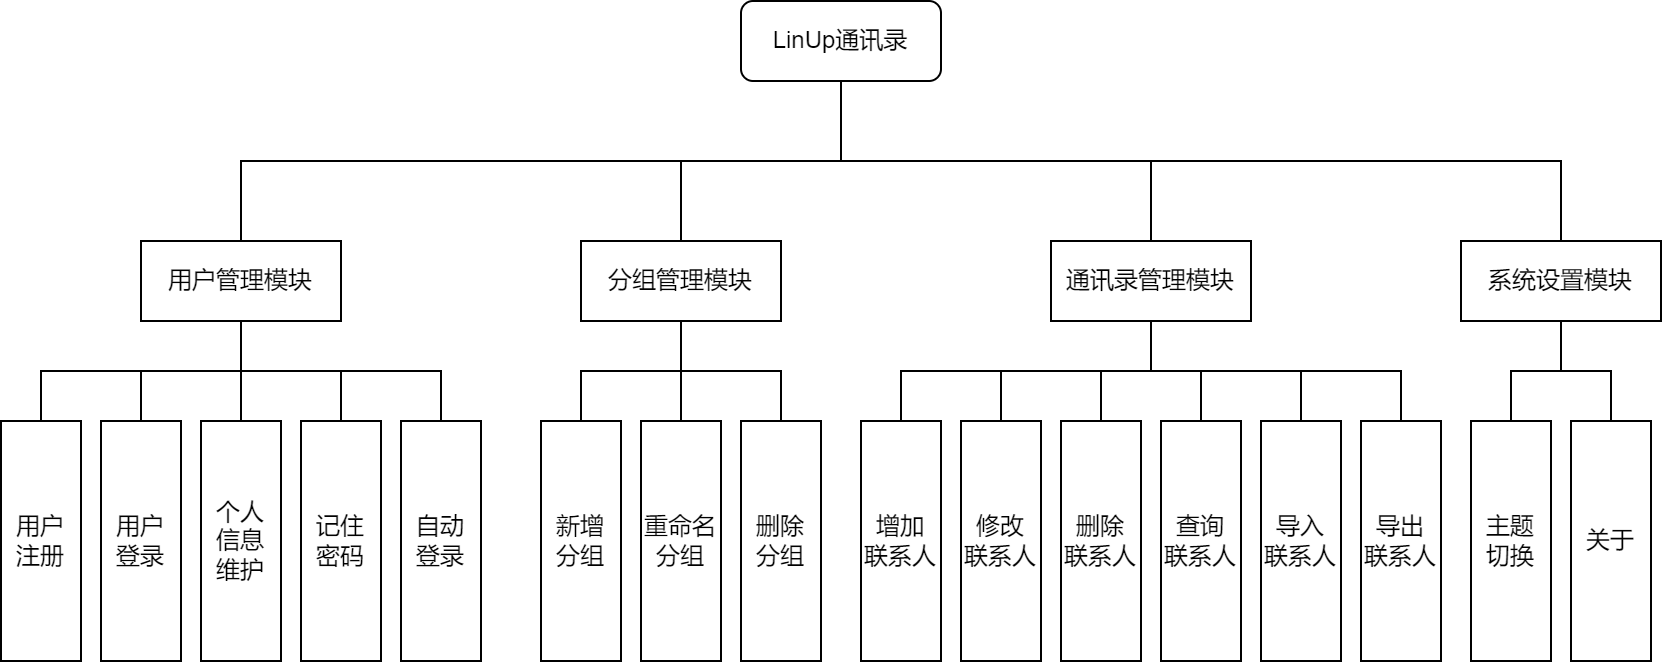 LinUp通讯录
用户管理模块
分组管理模块
通讯录管理模块
系统设置模块
用户
注册
用户
登录
个人
信息
维护
记住
密码
自动
登录
新增
分组
重命名
分组
删除
分组
增加
联系人
修改
联系人
删除
联系人
查询
联系人
导入
联系人
导出
联系人
主题
切换
关于